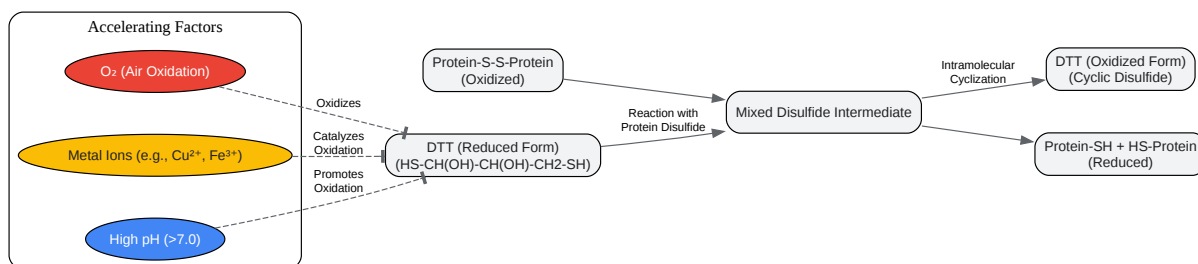 Accelerating Factors
O₂ (Air Oxidation)
Metal Ions (e.g., Cu²⁺, Fe³⁺)
High pH (>7.0)
Oxidizes
Catalyzes
Oxidation
Promotes
Oxidation
Protein-S-S-Protein
(Oxidized)
DTT (Reduced Form)
(HS-CH(OH)-CH(OH)-CH2-SH)
Reaction with
Protein Disulfide
Mixed Disulfide Intermediate
Intramolecular
Cyclization
DTT (Oxidized Form)
(Cyclic Disulfide)
Protein-SH + HS-Protein
(Reduced)